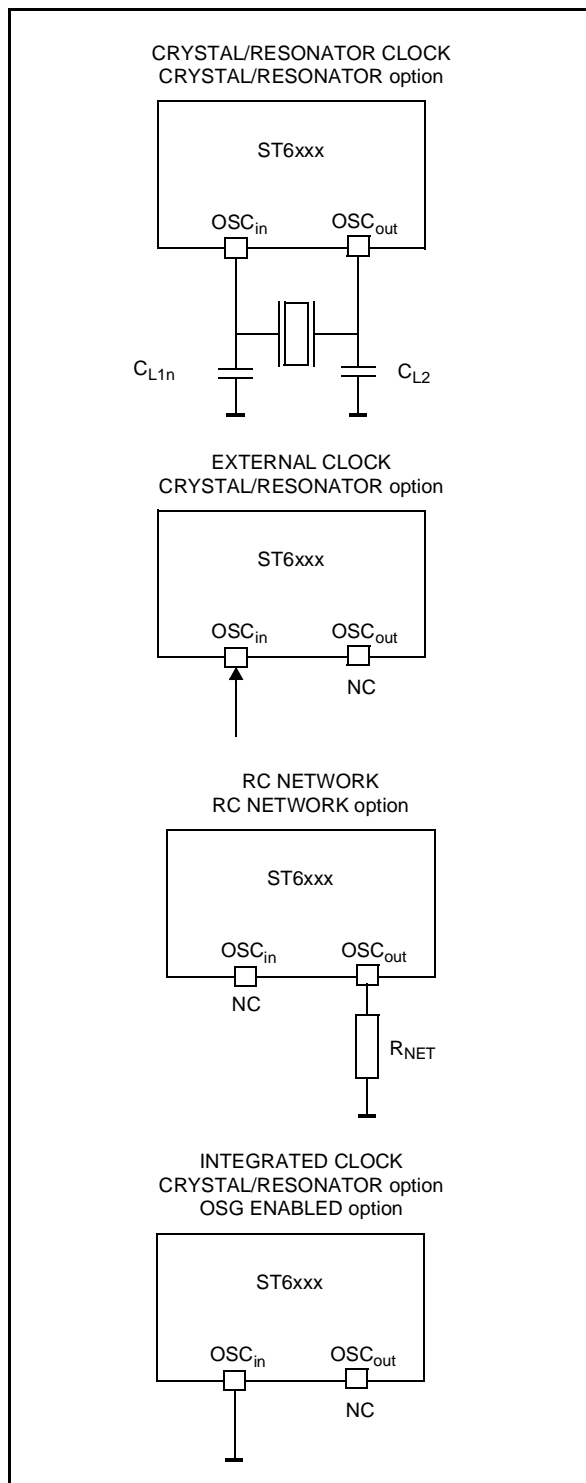 CRYSTAL/RESONATOR CLOCK
CRYSTAL/RESONATOR option
ST6xxx
OSCin OSCout
CL1n CL2
EXTERNAL CLOCK
CRYSTAL/RESONATOR option
ST6xxx
OSCin OSCout
NC
RC NETWORK
RC NETWORK option
ST6xxx
OSCin OSCout
NC
RNET
INTEGRATED CLOCK
CRYSTAL/RESONATOR option
OSG ENABLED option
ST6xxx
OSCin OSCout
NC